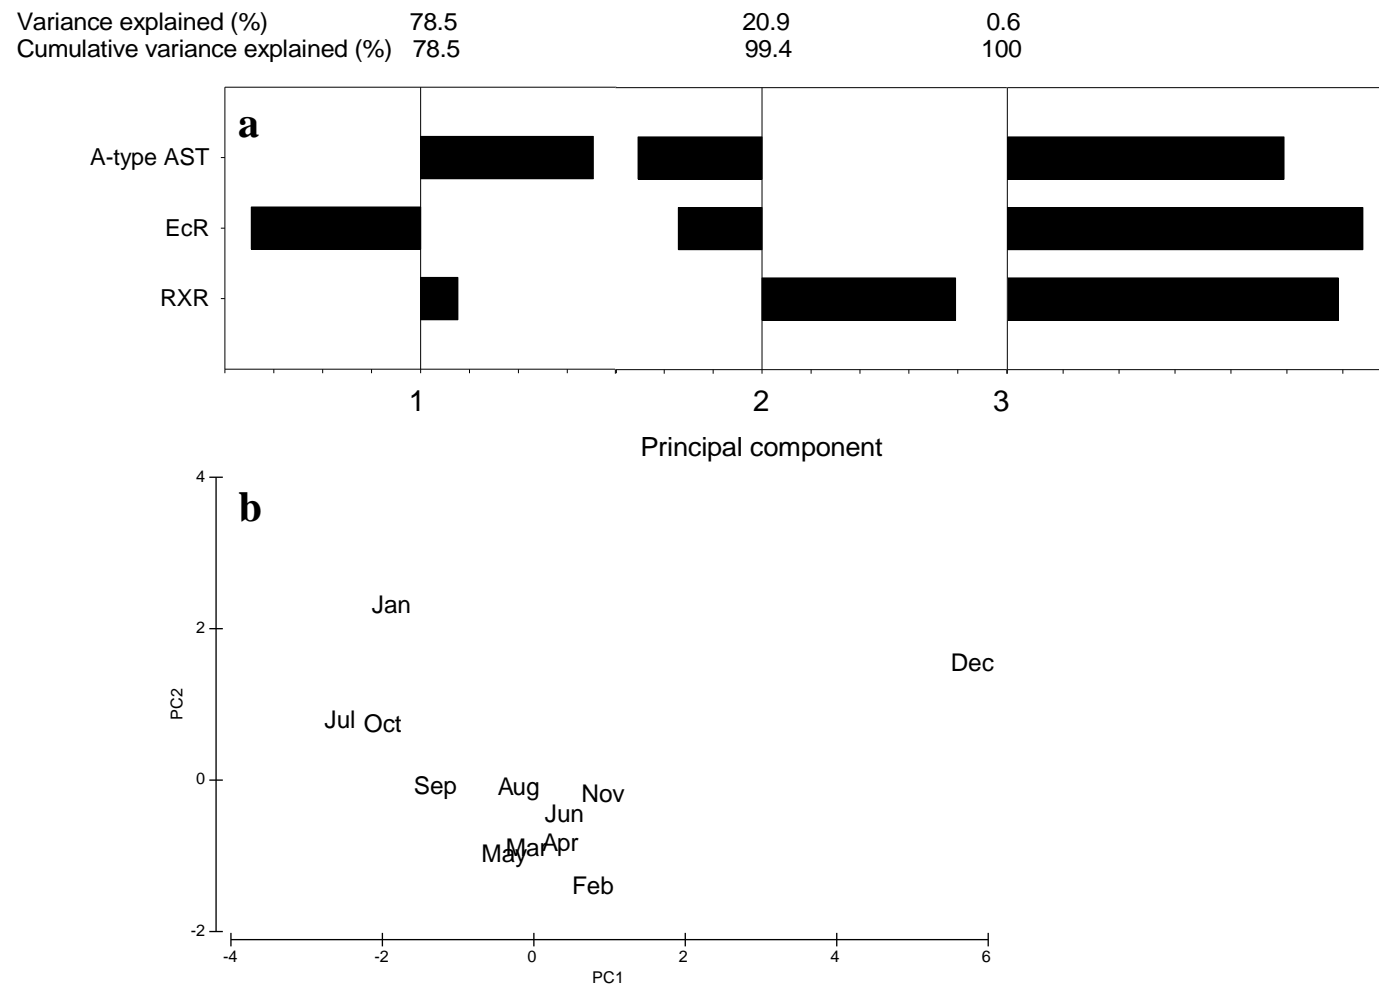 Variance explained (%) 78.5 20.9 0.6
Cumulative variance explained (%) 78.5 99.4 100
a
A-type AST
EcR
RXR
1 2 3
Principal component
b
4
2
0
-2
PC2
Jan
Dec
Jul Oct
Sep Aug Nov
Jun
May Mar Apr
Feb
-4 -2 0 2 4 6
PC1